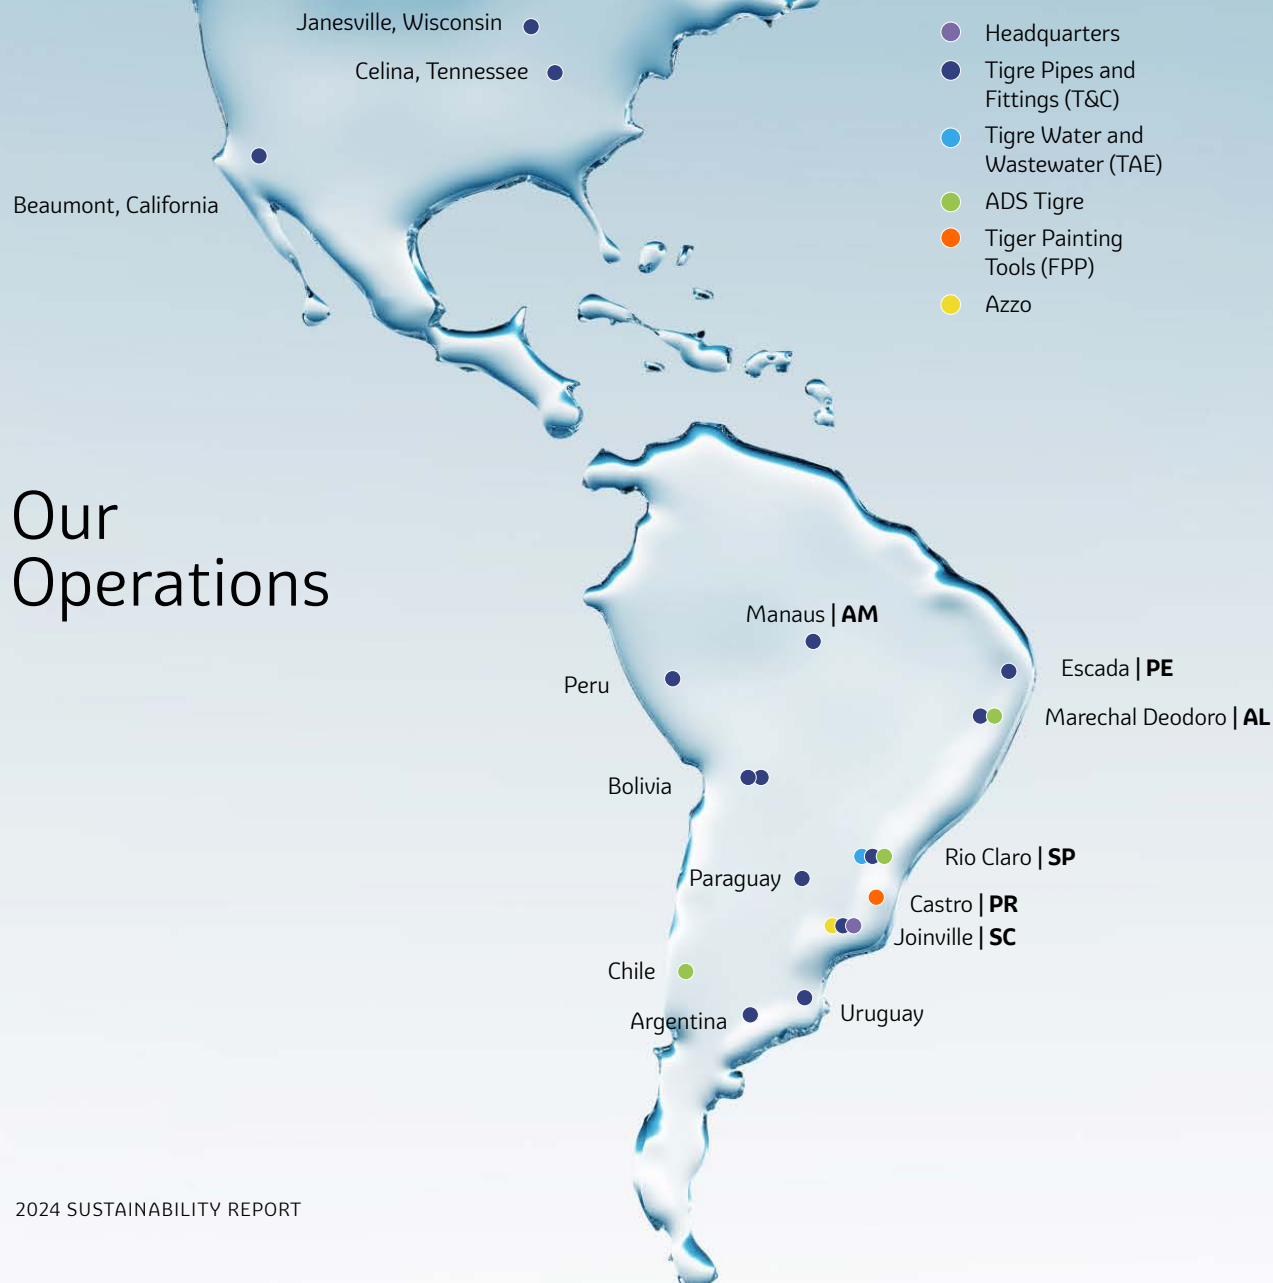 Janesville, Wisconsin
Celina, Tennessee
Beaumont, California
Headquarters
Tigre Pipes and
Fittings (T&C)
Tigre Water and
Wastewater (TAE)
ADS Tigre
Tiger Painting
Tools (FPP)
Azzo
Our
Operations
Manaus | AM
Peru
Escada | PE
Marechal Deodoro | AL
Bolivia
Rio Claro | SP
Paraguay
Castro | PR
Joinville | SC
Chile
Argentina
Uruguay
2024 SUSTAINABILITY REPORT